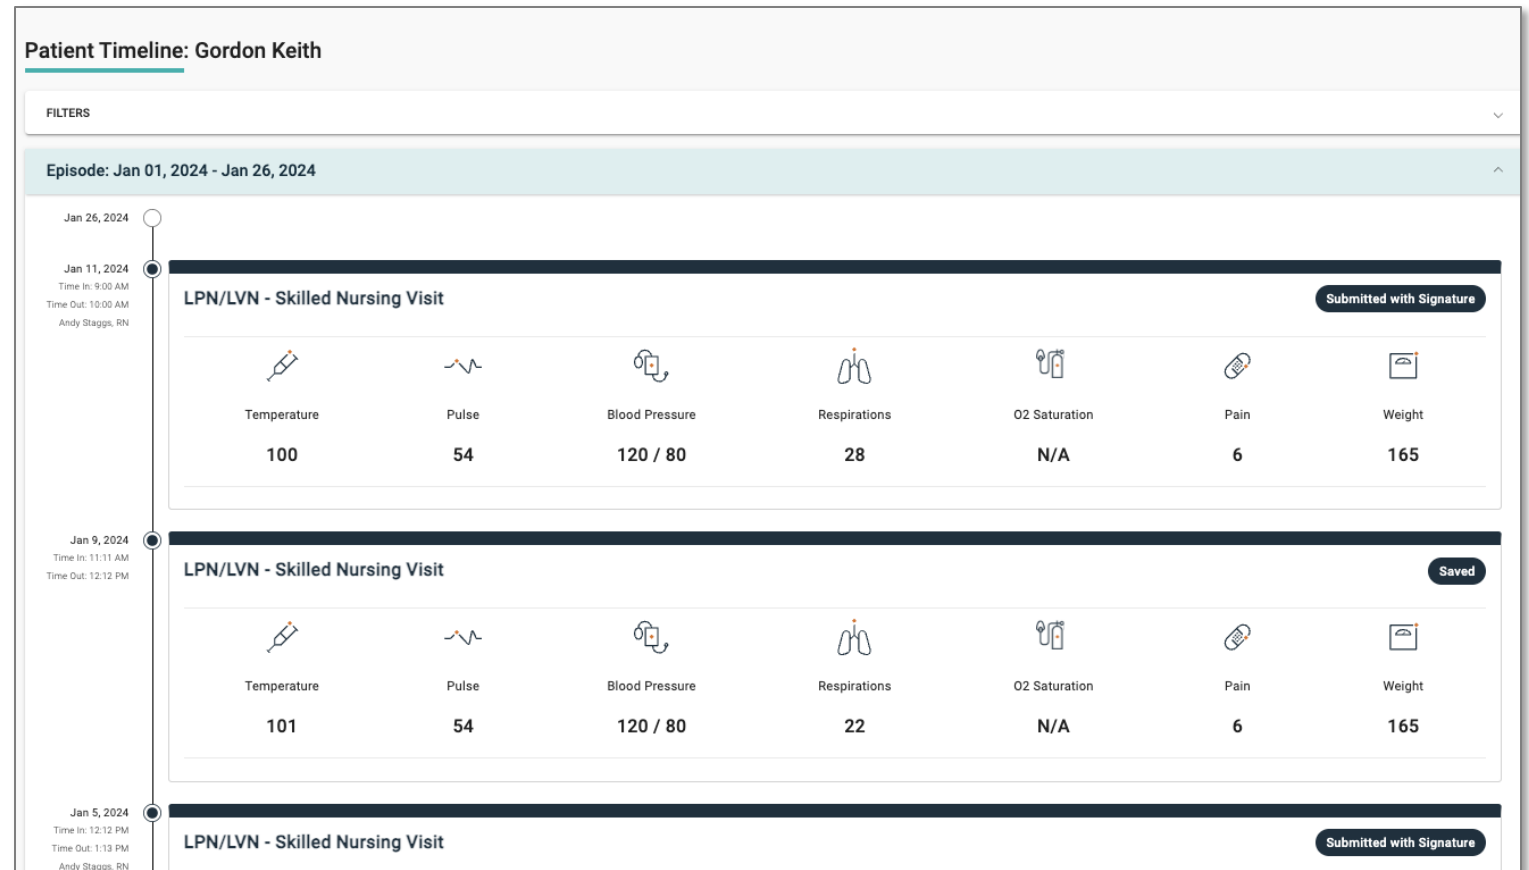 Patient Timeline: Gordon Keith
FILTERS
Episode: Jan 01, 2024 - Jan 26, 2024
Jan 26, 2024
Jan 11, 2024
Time In: 9:00 AM
Time Out: 10:00 AM
Andy Staggs, RN
LPN/LVN - Skilled Nursing Visit
Submitted with Signature
Temperature Pulse Blood Pressure Respirations O2 Saturation Pain Weight
100 54 120 / 80 28 N/A 6 165
Jan 9, 2024
Time In: 11:11 AM
Time Out: 12:12 PM
LPN/LVN - Skilled Nursing Visit
Saved
Temperature Pulse Blood Pressure Respirations O2 Saturation Pain Weight
101 54 120 / 80 22 N/A 6 165
Jan 5, 2024
Time In: 12:12 PM
Time Out: 1:13 PM
Andy Staggs, RN
LPN/LVN - Skilled Nursing Visit
Submitted with Signature